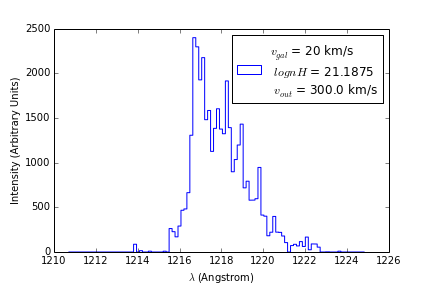 2500
2000
1500
1000
500
0
Intensity (Arbitrary Units)
v_gal = 20 km/s
lognH = 21.1875
v_out = 300.0 km/s
1210 1212 1214 1216 1218 1220 1222 1224 1226
λ (Angstrom)